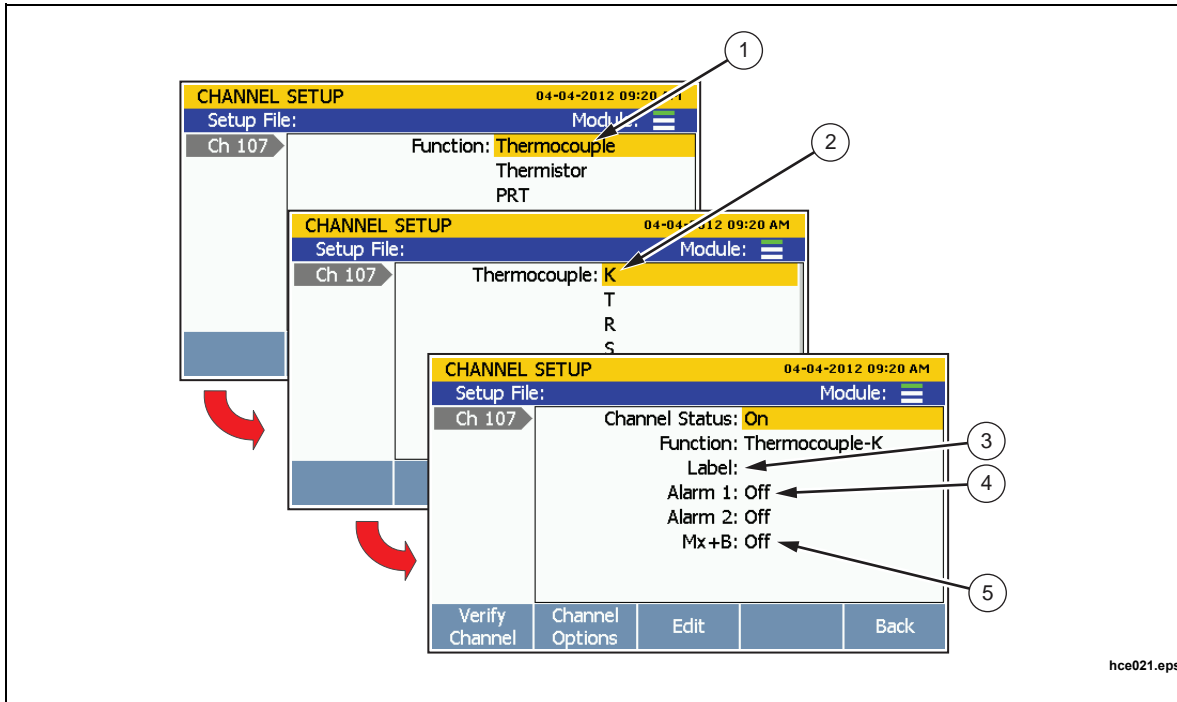 1
CHANNEL SETUP 04-04-2012 09:20 AM
Setup File: Module:
Ch 107 Function: Thermocouple
Thermistor
PRT
2
CHANNEL SETUP 04-04-2012 09:20 AM
Setup File: Module:
Ch 107 Thermocouple: K
T
R
S
CHANNEL SETUP 04-04-2012 09:20 AM
Setup File: Module:
Ch 107 Channel Status: On
Function: Thermocouple-K
Label:
3
Alarm 1: Off
4
Alarm 2: Off
Mx+B: Off
5
Verify Channel Channel Options Edit Back
hce021.eps